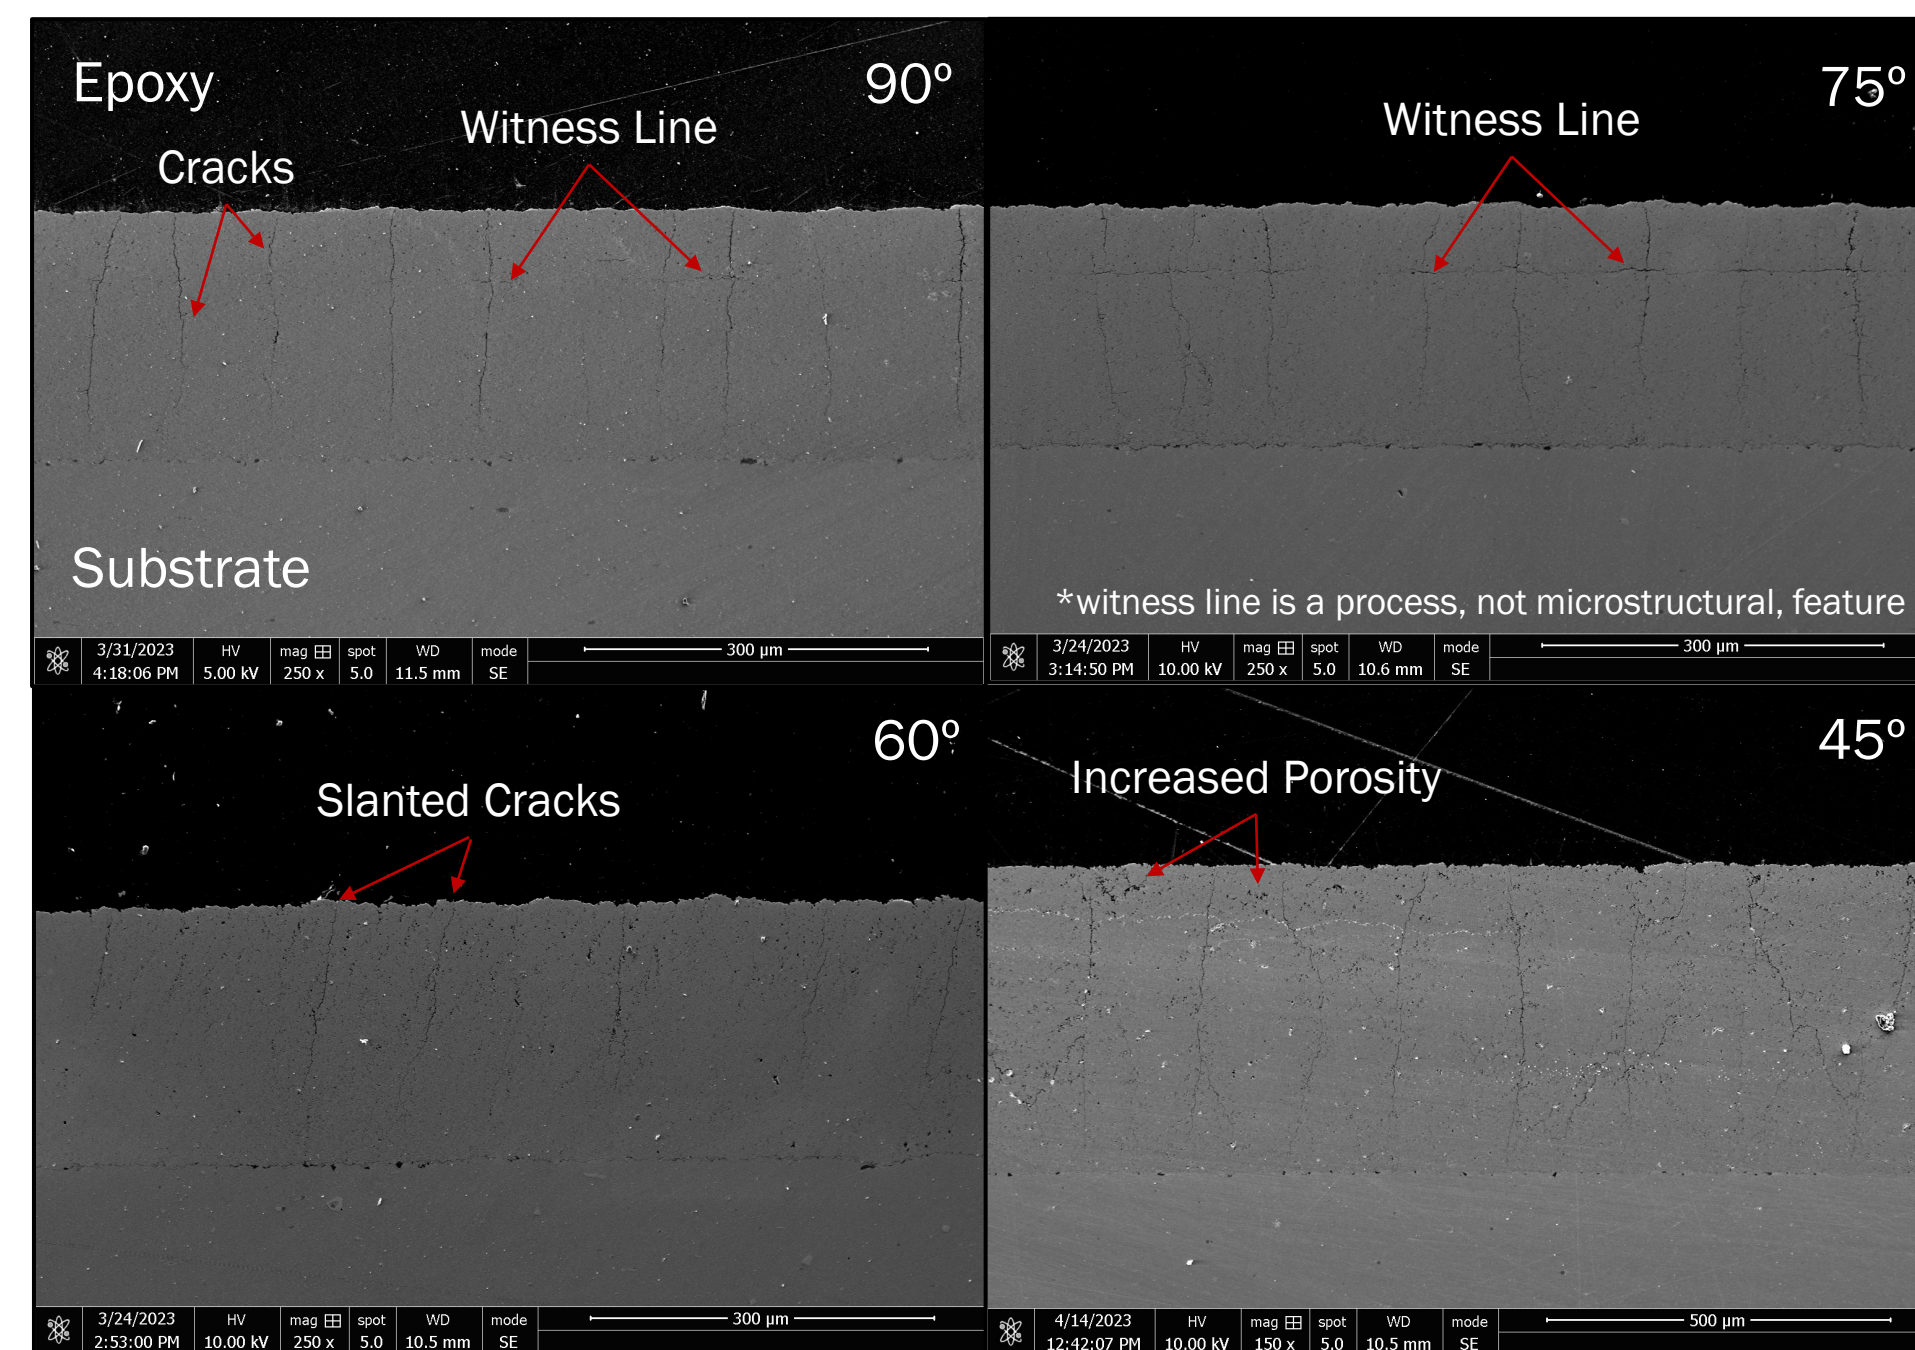 Epoxy
90º
Witness Line
Cracks
Substrate
3/31/2023 HV mag spot WD mode 300 µm
4:18:06 PM 5.00 kV 250 x 5.0 11.5 mm SE
75º
Witness Line
*witness line is a process, not microstructural, feature
3/24/2023 HV mag spot WD mode 300 µm
3:14:50 PM 10.00 kV 250 x 5.0 10.6 mm SE
60º
Slanted Cracks
3/24/2023 HV mag spot WD mode 300 µm
2:53:00 PM 10.00 kV 250 x 5.0 10.5 mm SE
45º
Increased Porosity
4/14/2023 HV mag spot WD mode 500 µm
12:42:07 PM 10.00 kV 150 x 5.0 10.5 mm SE